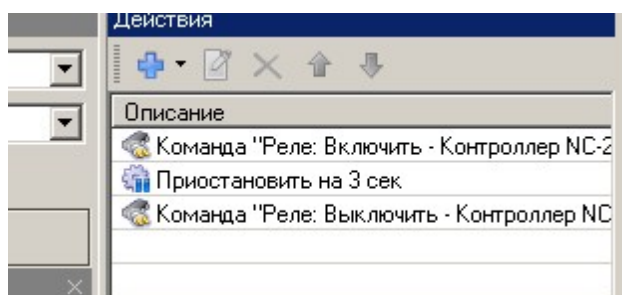 Действия
Описание
Команда "Реле: Включить - Контроллер NC-2
Приостановить на 3 сек
Команда "Реле: Выключить - Контроллер NC